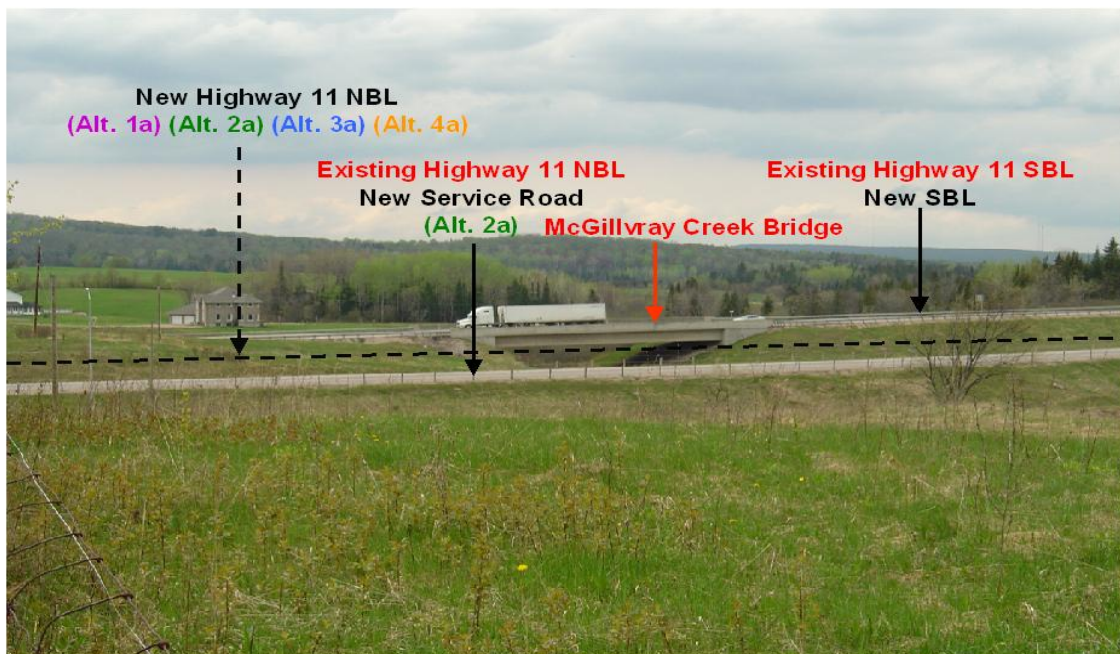 New Highway 11 NBL
(Alt. 1a) (Alt. 2a) (Alt. 3a) (Alt. 4a)
Existing Highway 11 NBL
New Service Road
(Alt. 2a)
McGillvray Creek Bridge
Existing Highway 11 SBL
New SBL